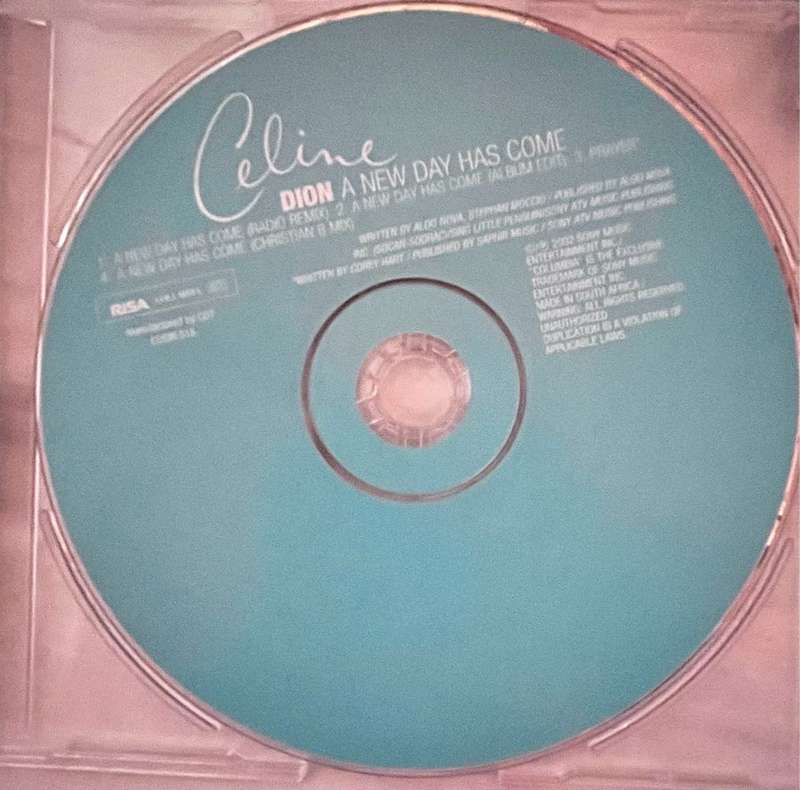 Celine
DION A NEW DAY HAS COME
1. A NEW DAY HAS COME (RADIO REMIX) 2. A NEW DAY HAS COME (ALBUM EDIT) 3. PRAYER*
4. A NEW DAY HAS COME (CHRISTIAN B MIX)
WRITTEN BY ALDO NOVA, STEPHAN MOCCIO / PUBLISHED BY ALDO NOVA
INC. (SOCAN-SODRAC)/SING LITTLE PENGUIN/SONY ATV MUSIC PUBLISHING
*WRITTEN BY COREY HART / PUBLISHED BY SAPHIR MUSIC / SONY ATV MUSIC PUBLISHING
RISA
manufactured by CDT
℗© 2002 SONY MUSIC
ENTERTAINMENT INC./
"COLUMBIA" IS THE EXCLUSIVE
TRADEMARK OF SONY MUSIC
ENTERTAINMENT INC.
MADE IN SOUTH AFRICA/
WARNING: ALL RIGHTS RESERVED.
UNAUTHORIZED
DUPLICATION IS A VIOLATION OF
APPLICABLE LAWS.